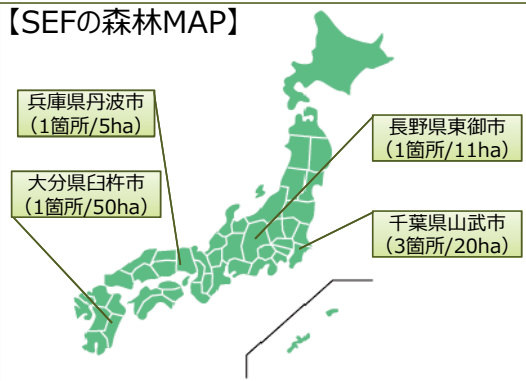 【SEFの森林MAP】
兵庫県丹波市
（1箇所/5ha）
長野県東御市
（1箇所/11ha）
大分県臼杵市
（1箇所/50ha）
千葉県山武市
（3箇所/20ha）